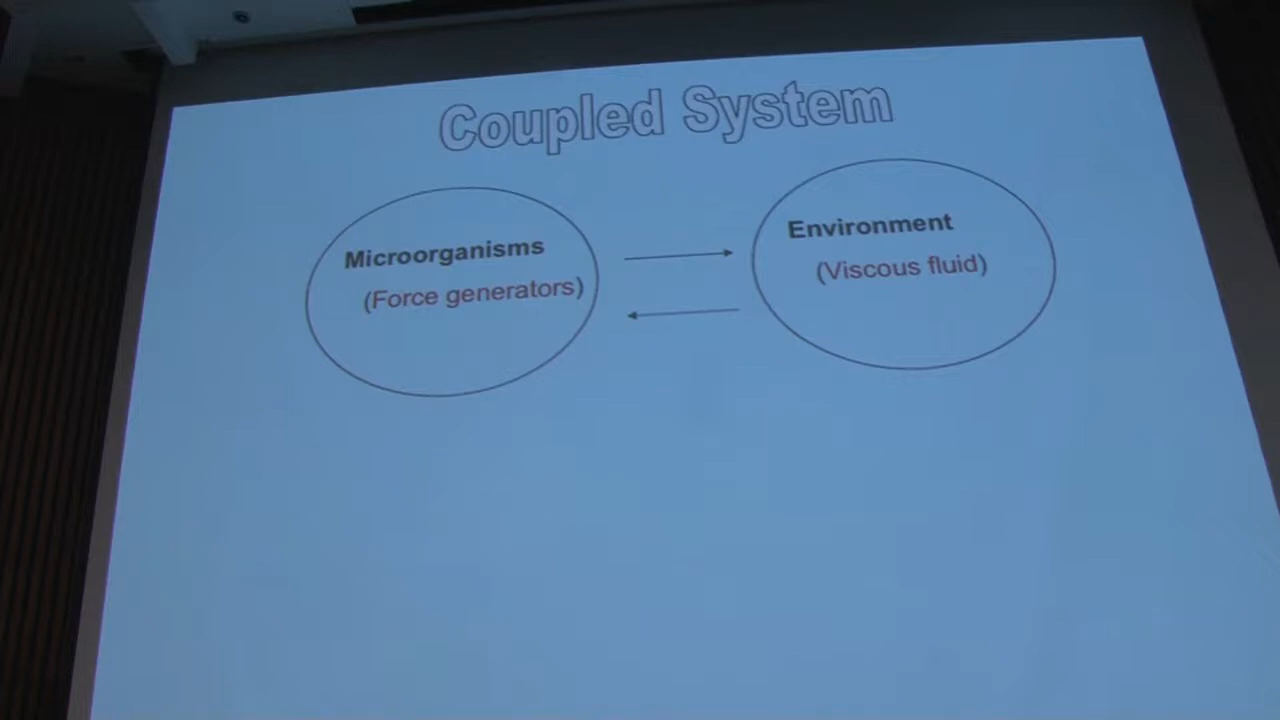 Coupled System
Microorganisms
(Force generators)
Environment
(Viscous fluid)